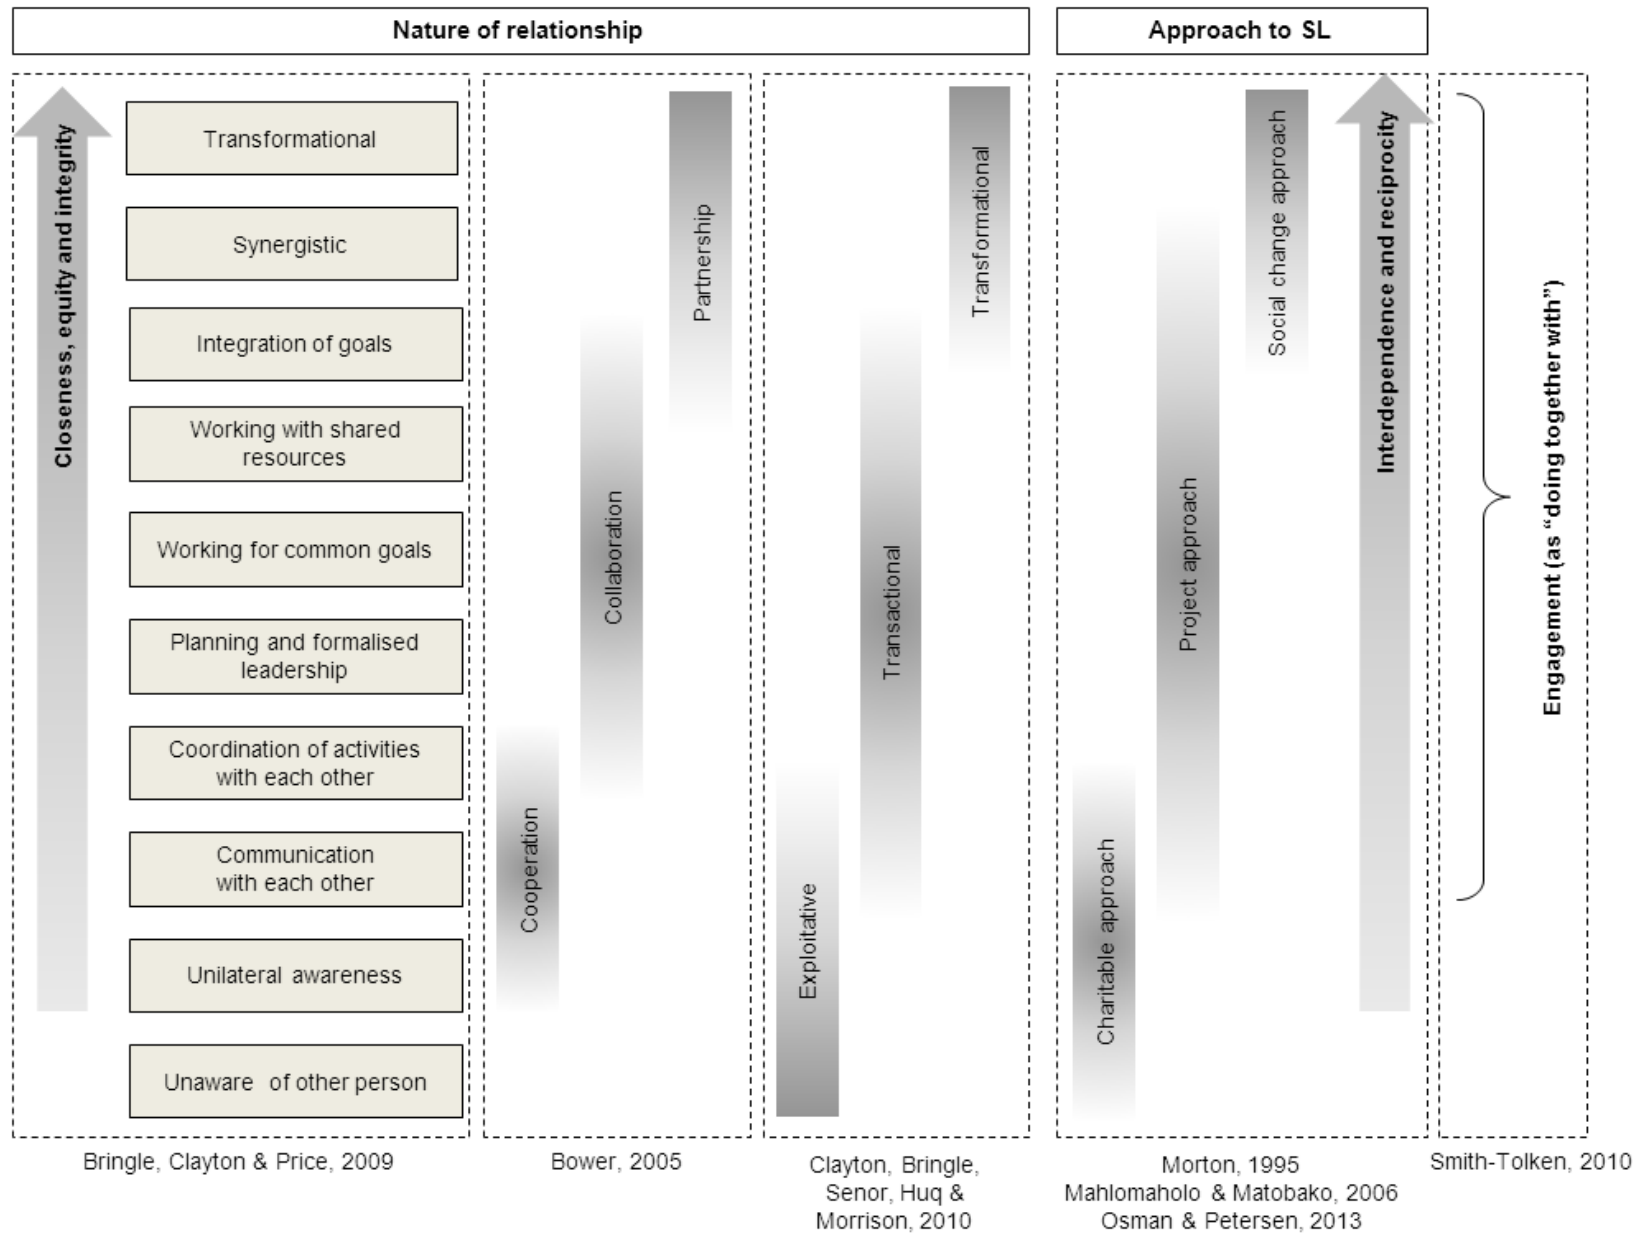 Nature of relationship
Approach to SL
Closeness, equity and integrity
Transformational
Synergistic
Integration of goals
Working with shared
resources
Working for common goals
Planning and formalised
leadership
Coordination of activities
with each other
Communication
with each other
Unilateral awareness
Unaware of other person
Cooperation
Collaboration
Partnership
Exploitative
Transactional
Transformational
Charitable approach
Project approach
Social change approach
Interdependence and reciprocity
Engagement (as “doing together with”)
Bringle, Clayton & Price, 2009
Bower, 2005
Clayton, Bringle,
Senor, Huq &
Morrison, 2010
Morton, 1995
Mahlomaholo & Matobako, 2006
Osman & Petersen, 2013
Smith-Tolken, 2010